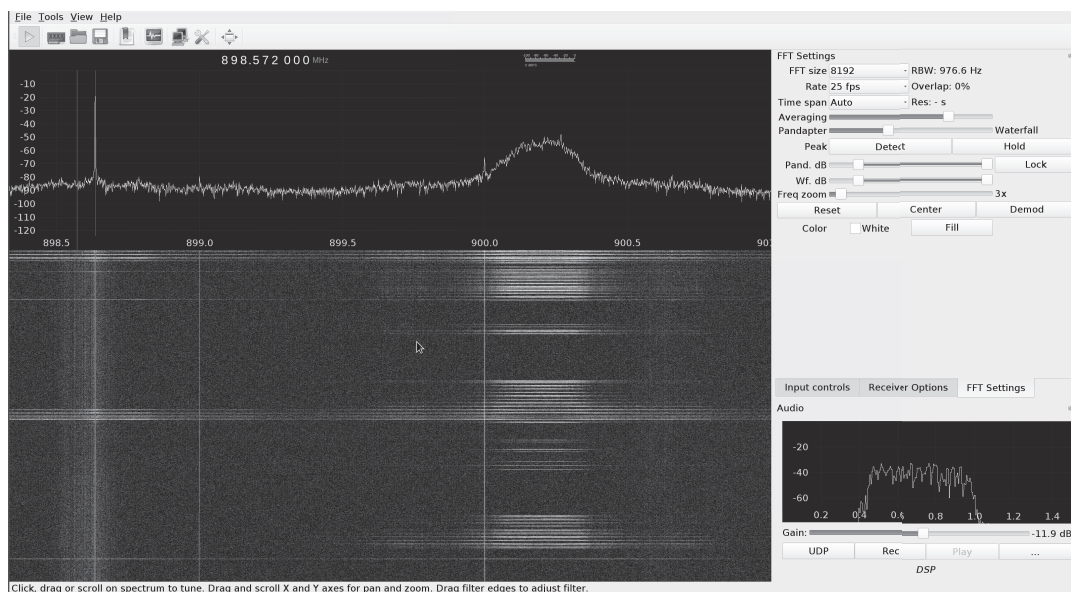 File Tools View Help
898.572 000 MHz
-10
-20
-30
-40
-50
-60
-70
-80
-90
-100
-110
-120
898.5 899.0 899.5 900.0 900.5 90
FFT Settings
FFT size 8192 RBW: 976.6 Hz
Rate 25 fps Overlap: 0%
Time span Auto Res: - s
Averaging
Pandapter Waterfall
Peak Detect Hold
Pand. dB Lock
Wf. dB
Freq zoom 3x
Reset Center Demod
Color White Fill
Input controls Receiver Options FFT Settings
Audio
-20
-40
-60
0.2 0.4 0.6 0.8 1.0 1.2 1.4
Gain: -11.9 dB
UDP Rec Play ...
DSP
Click, drag or scroll on spectrum to tune. Drag and scroll X and Y axes for pan and zoom. Drag filter edges to adjust filter.